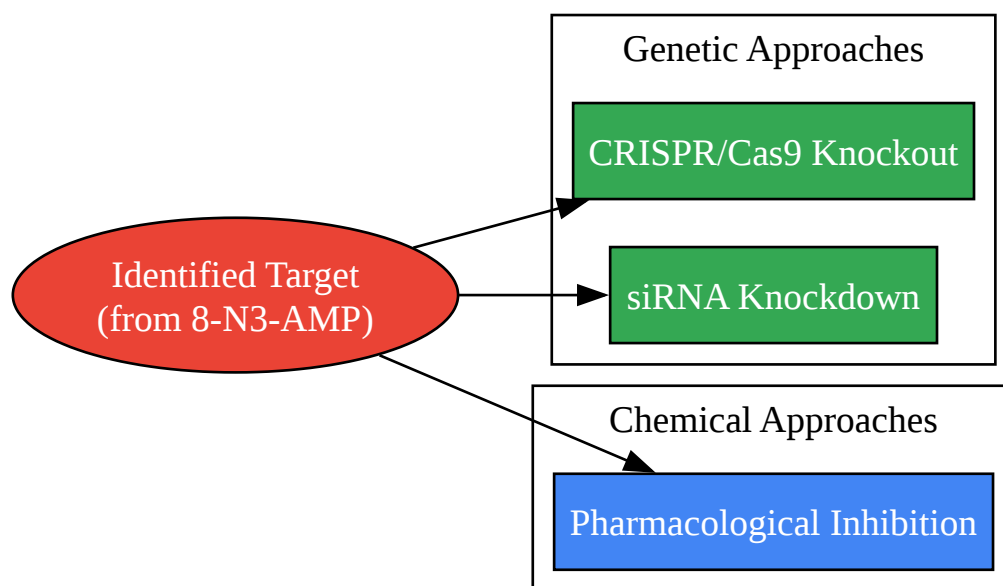 Genetic Approaches
CRISPR/Cas9 Knockout
Identified Target
(from 8-N3-AMP)
siRNA Knockdown
Chemical Approaches
Pharmacological Inhibition